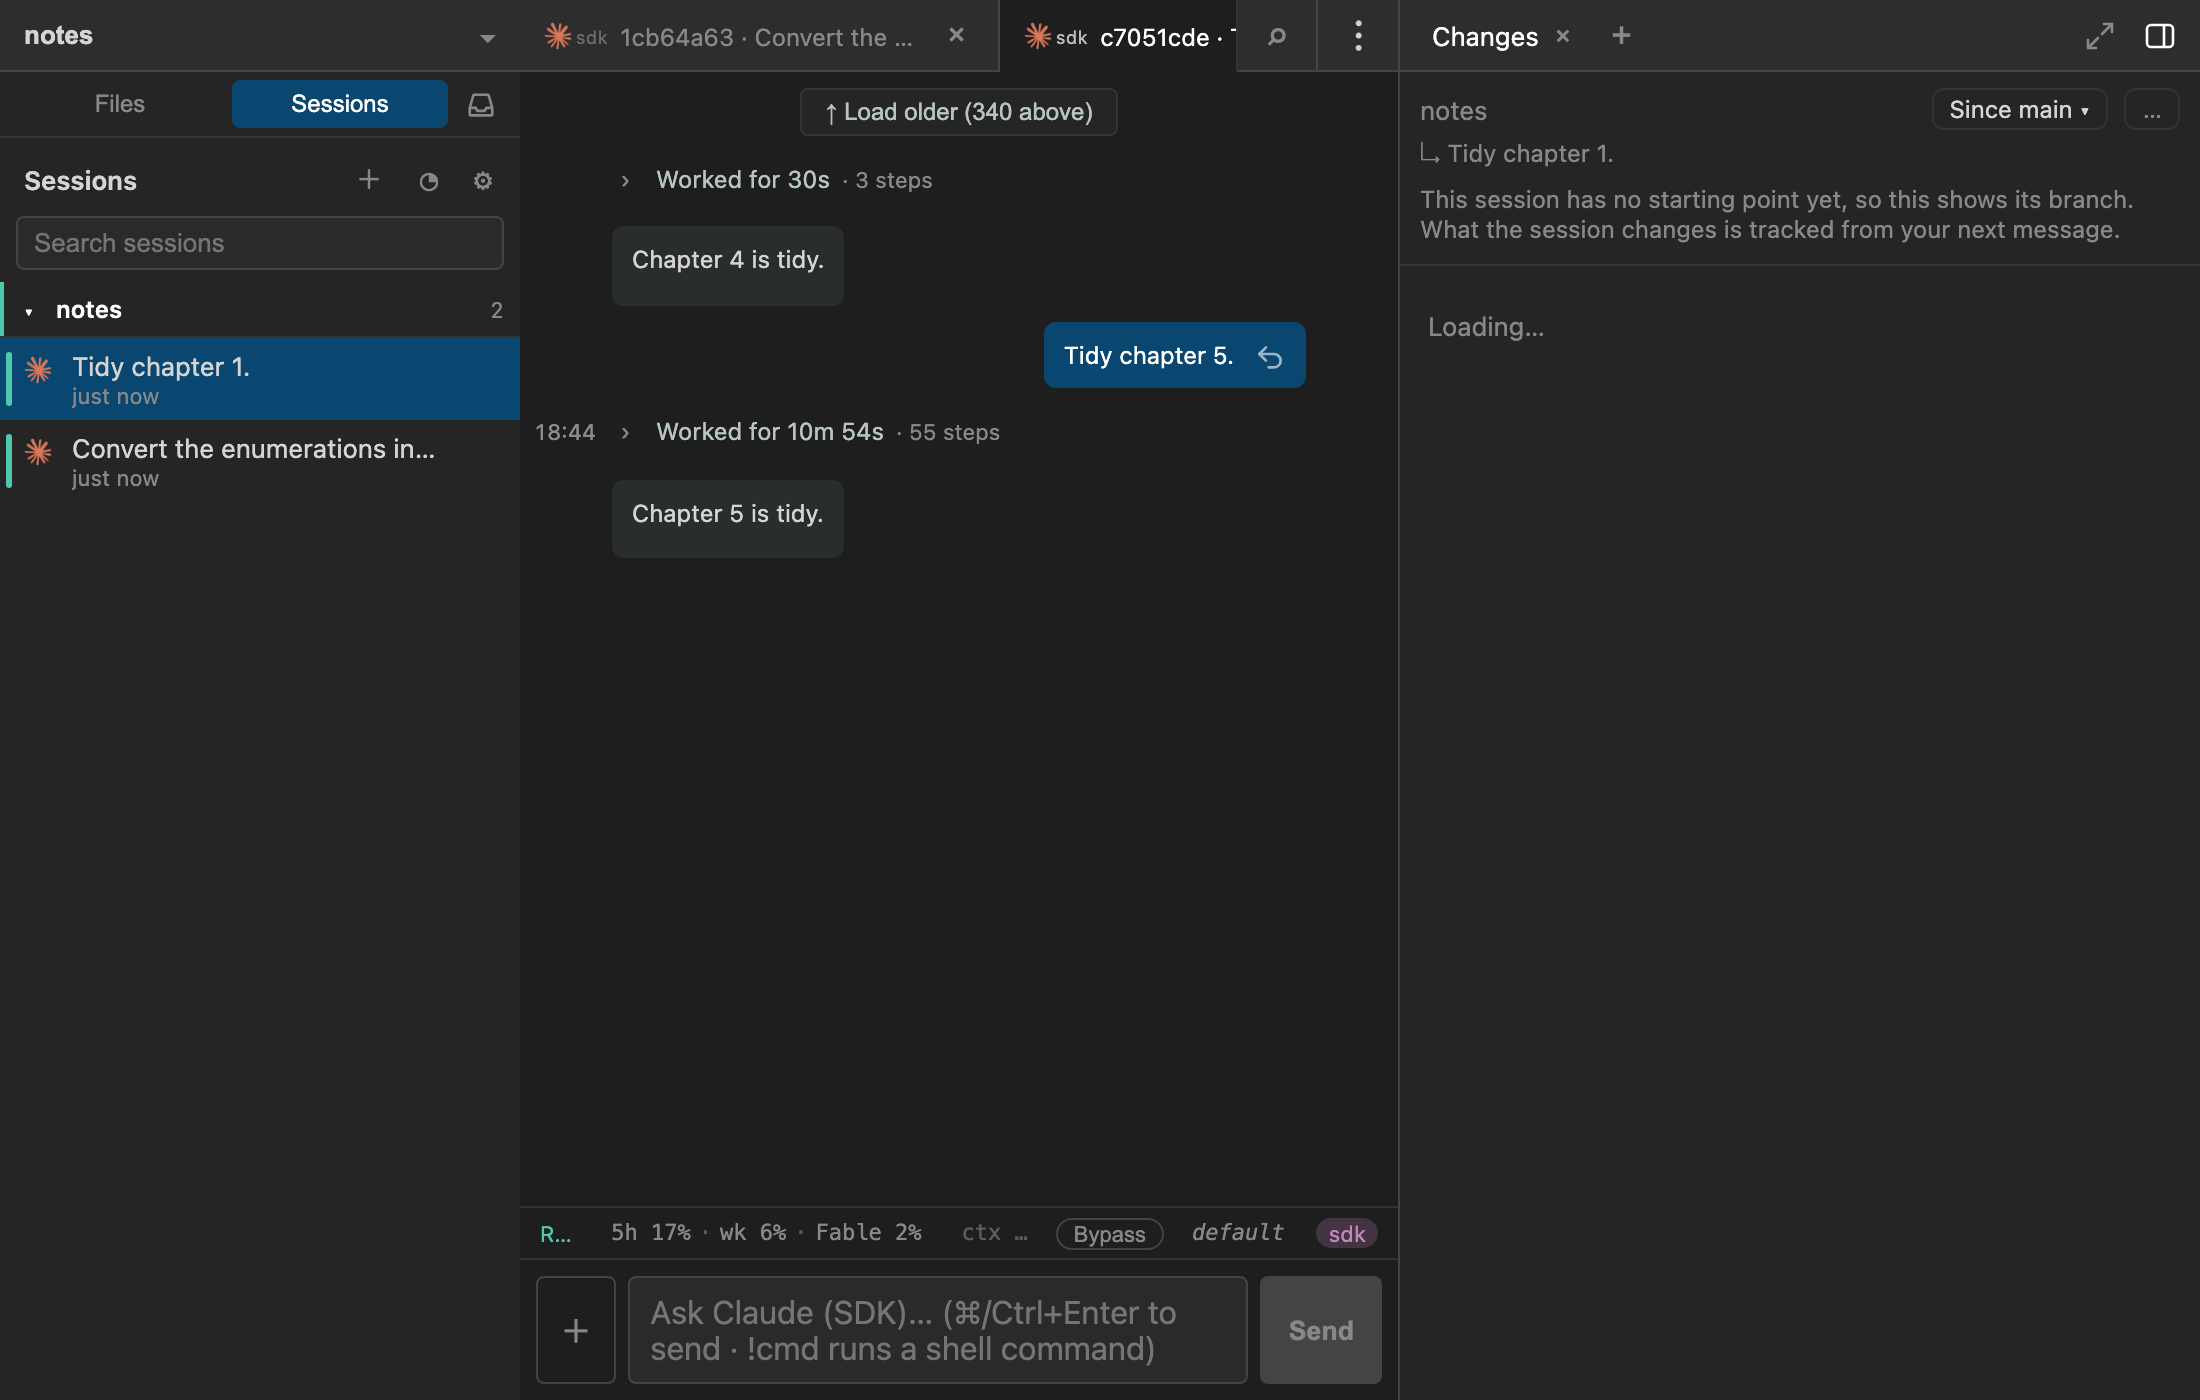 notes
sdk 1cb64a63 · Convert the ...
sdk c7051cde ·
Changes
Files
Sessions
Sessions
Search sessions
notes
2
Tidy chapter 1.
just now
Convert the enumerations in...
just now
↑ Load older (340 above)
Worked for 30s · 3 steps
Chapter 4 is tidy.
Tidy chapter 5.
18:44 › Worked for 10m 54s · 55 steps
Chapter 5 is tidy.
R... 5h 17% · wk 6% · Fable 2% ctx … Bypass default sdk
Ask Claude (SDK)... (⌘/Ctrl+Enter to
send · !cmd runs a shell command)
Send
notes
Since main ▾
...
Tidy chapter 1.
This session has no starting point yet, so this shows its branch.
What the session changes is tracked from your next message.
Loading...